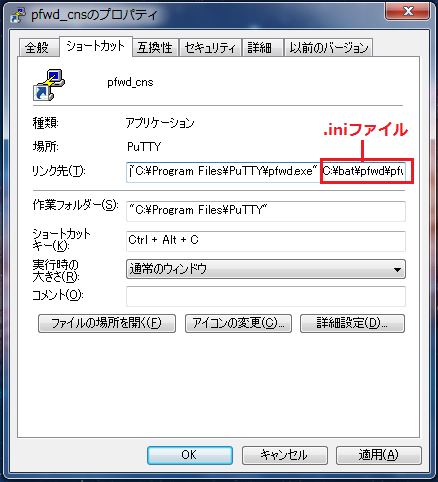 pfwd_cnsのプロパティ
全般 ショートカット 互換性 セキュリティ 詳細 以前のバージョン
pfwd_cns
種類: アプリケーション
.iniファイル
場所: PuTTY
リンク先(T): "C:¥Program Files¥PuTTY¥pfwd.exe" C:¥bat¥pfwd¥pf
作業フォルダー(S): "C:¥Program Files¥PuTTY"
ショートカット
キー(K): Ctrl + Alt + C
実行時の
大きさ(R): 通常のウィンドウ
コメント(O):
ファイルの場所を開く(F) アイコンの変更(C)... 詳細設定(D)...
OK キャンセル 適用(A)